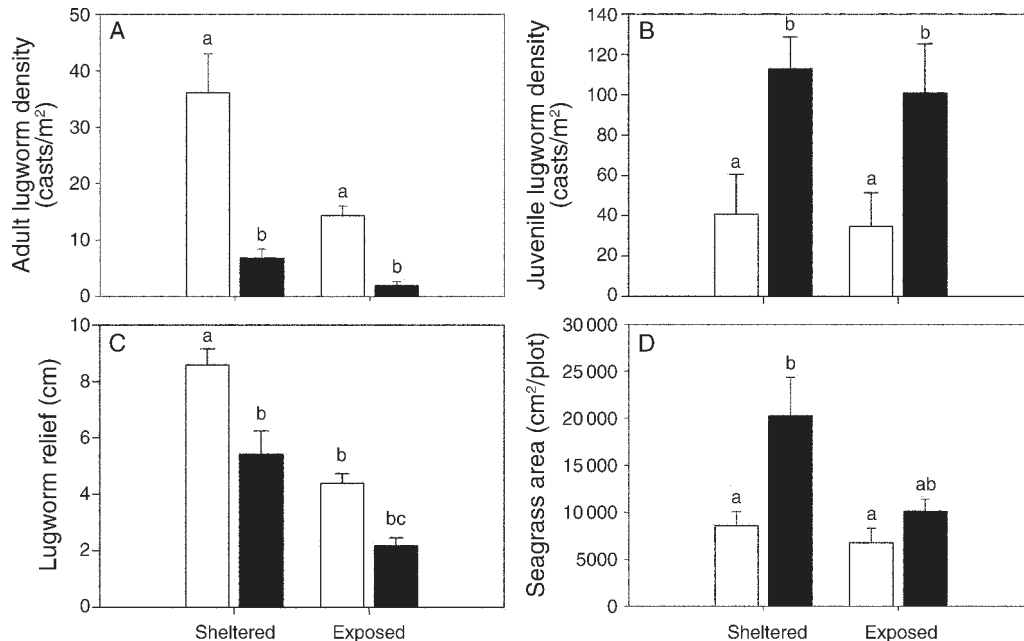 A
Adult lugworm density
(casts/m²)
50
40
30
20
10
0
a
b
a
b
B
Juvenile lugworm density
(casts/m²)
140
120
100
80
60
40
20
0
a
b
a
b
C
Lugworm relief (cm)
10
8
6
4
2
0
a
b
b
bc
Sheltered
Exposed
D
Seagrass area (cm²/plot)
30 000
25 000
20 000
15 000
10 000
5000
0
a
b
a
ab
Sheltered
Exposed